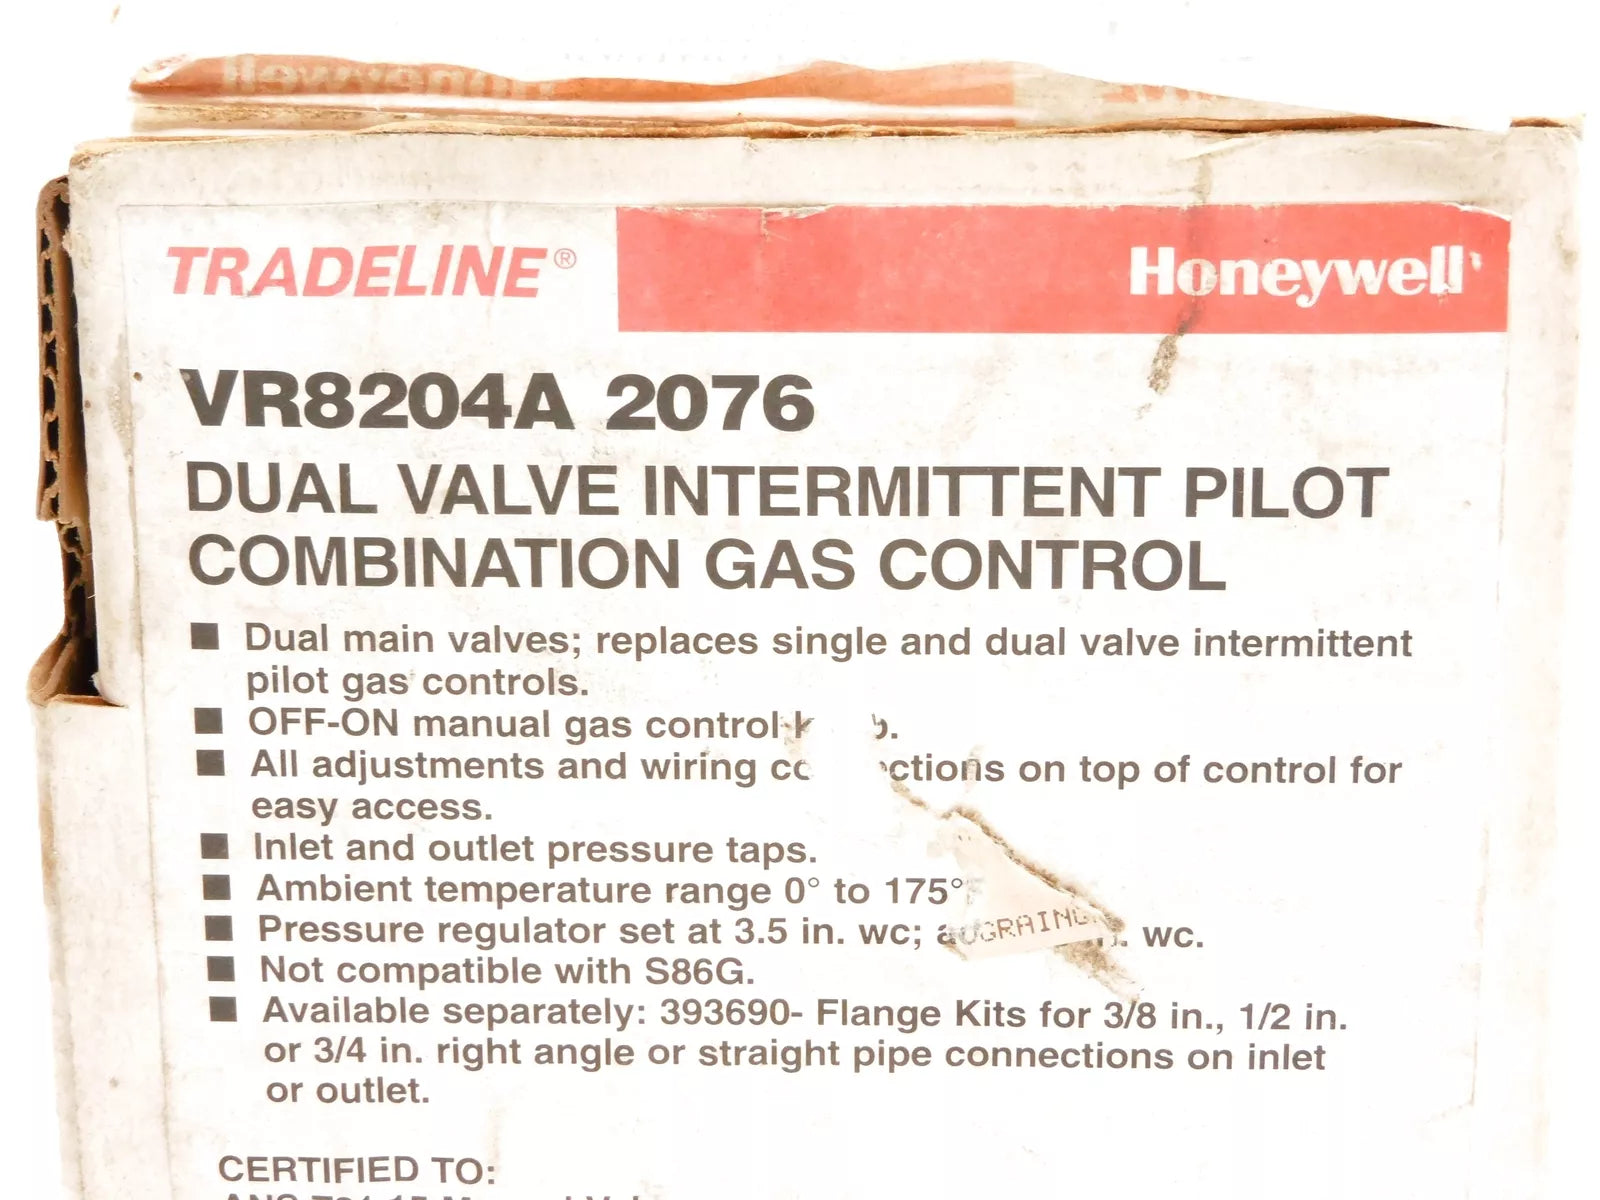 TRADELINE® Honeywell
VR8204A 2076
DUAL VALVE INTERMITTENT PILOT
COMBINATION GAS CONTROL
■ Dual main valves; replaces single and dual valve intermittent
pilot gas controls.
■ OFF-ON manual gas control
■ All adjustments and wiring on top of control for
easy access.
■ Inlet and outlet pressure taps.
■ Ambient temperature range 0° to 175°F
■ Pressure regulator set at 3.5 in. wc; wc.
■ Not compatible with S86G.
■ Available separately: 393690- Flange Kits for 3/8 in., 1/2 in.
or 3/4 in. right angle or straight pipe connections on inlet
or outlet.
CERTIFIED TO: